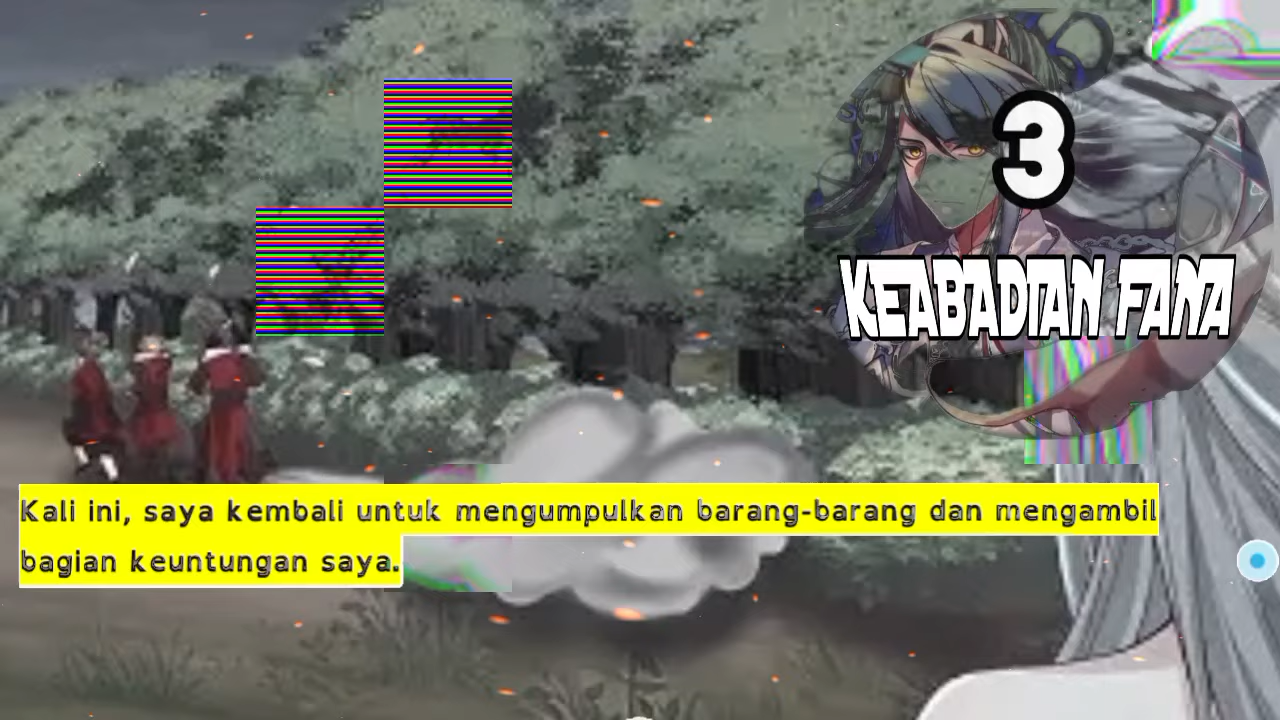 3
KEABADIAN FANA
Kali ini, saya kembali untuk mengumpulkan barang-barang dan mengambil
bagian keuntungan saya.